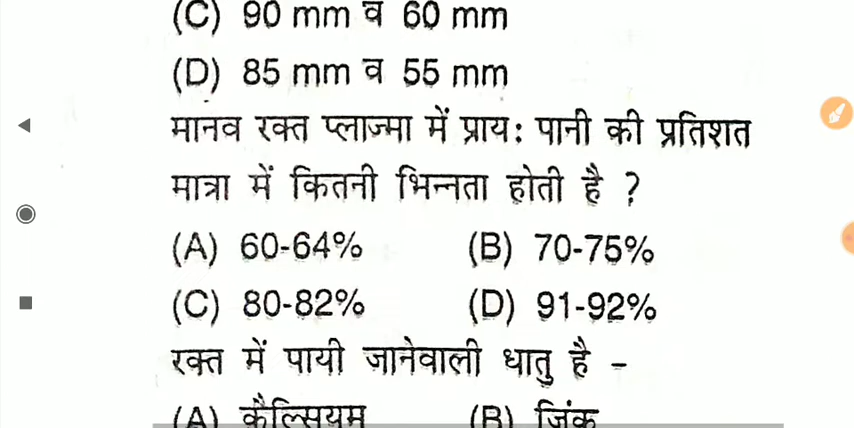 (C) 90 mm व 60 mm
(D) 85 mm व 55 mm
मानव रक्त प्लाज्मा में प्राय: पानी की प्रतिशत
मात्रा में कितनी भिन्नता होती है ?
(A) 60-64% (B) 70-75%
(C) 80-82% (D) 91-92%
रक्त में पायी जानेवाली धातु है -
(A) कैल्सियम (B) जिंक